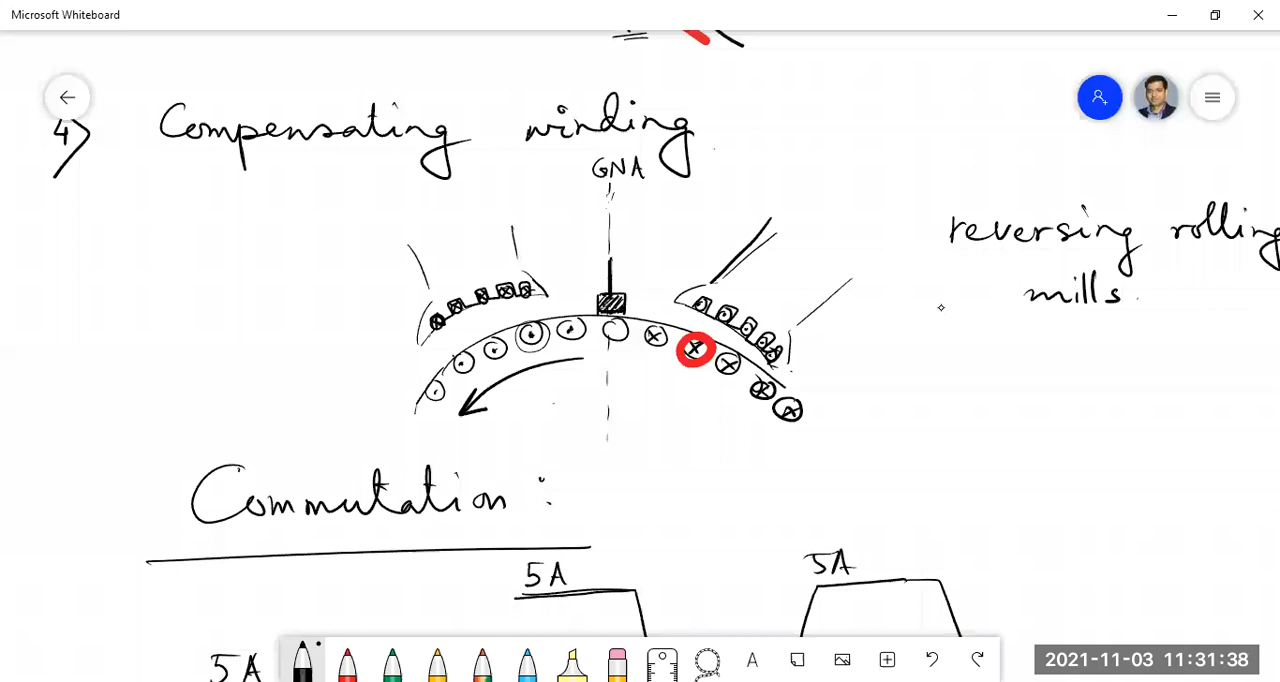 Microsoft Whiteboard
4) Compensating winding
GNA
reversing rolling
mills
Commutation :
5A
5A
5A
A
2021-11-03 11:31:38